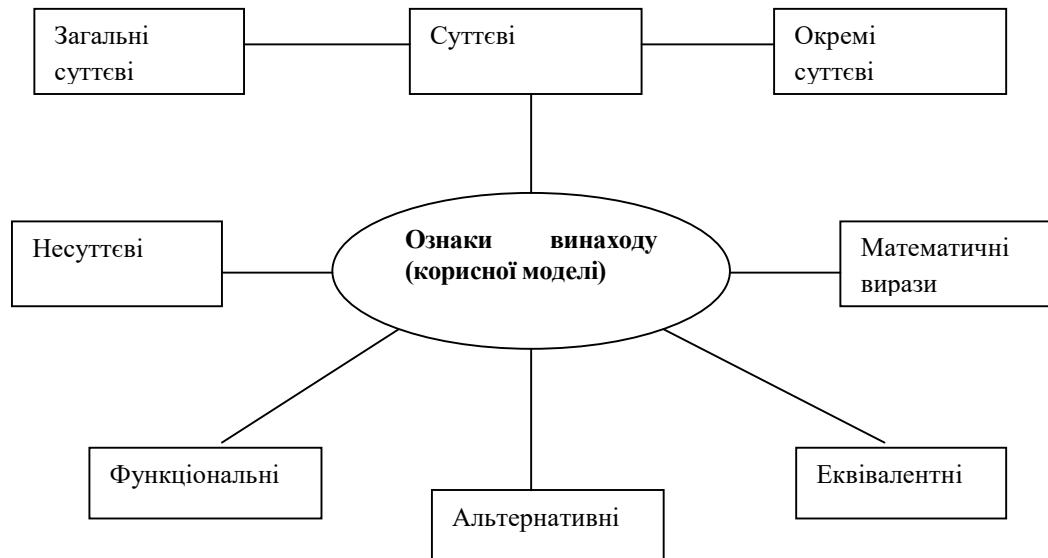 Загальні
суттєві
Суттєві
Окремі
суттєві
Несуттєві
Ознаки винаходу
(корисної моделі)
Математичні
вирази
Функціональні
Альтернативні
Еквівалентні